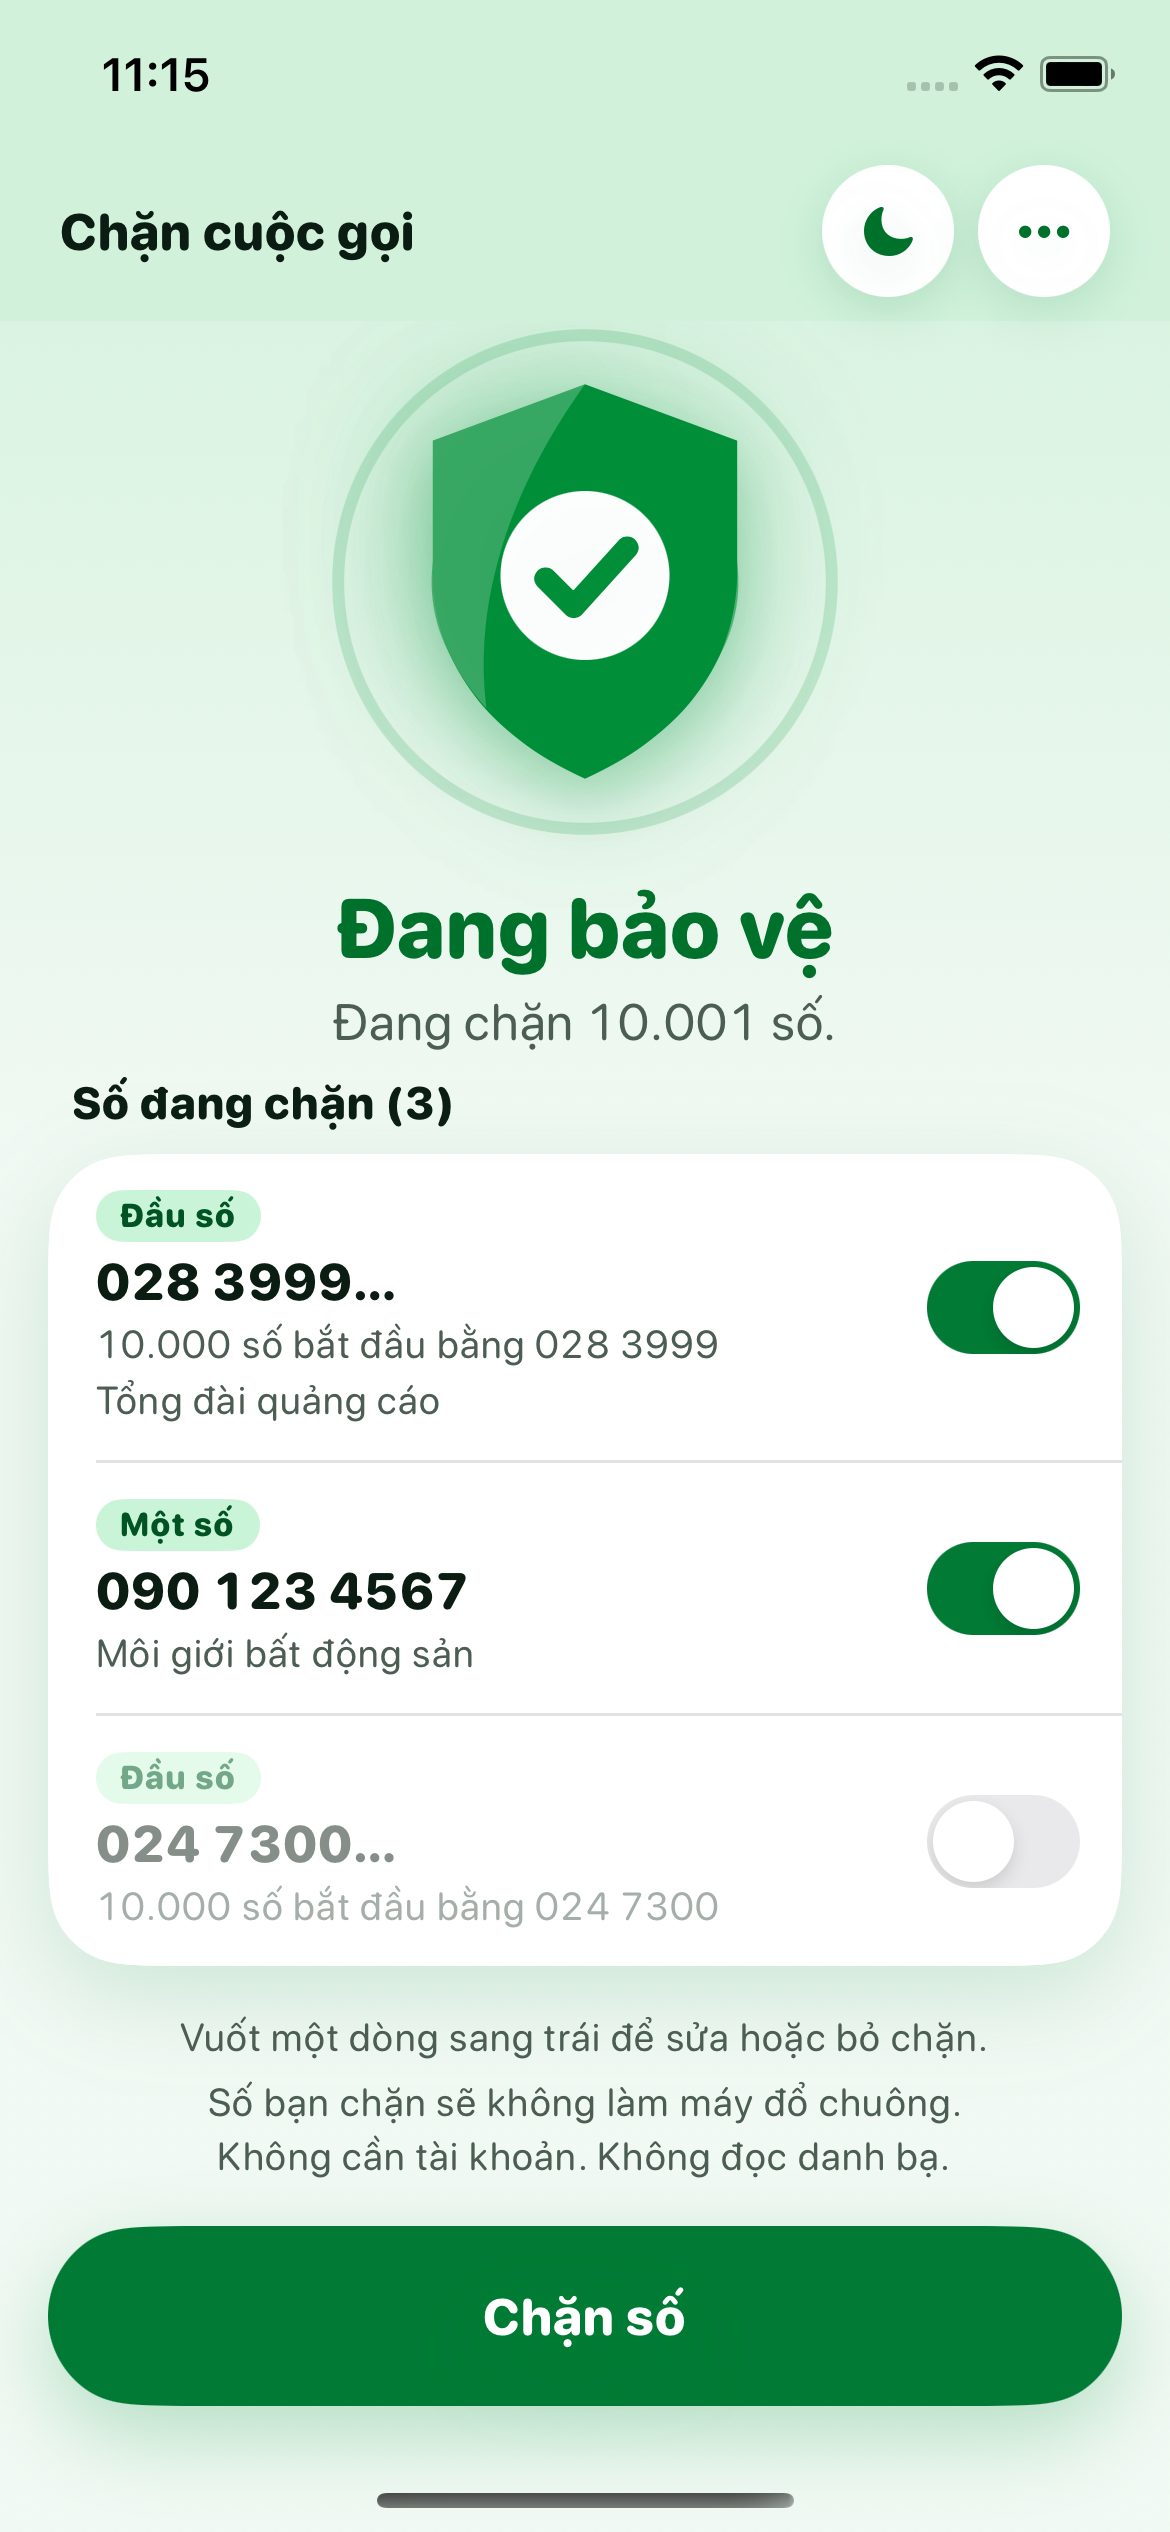 11:15
Chặn cuộc gọi
Đang bảo vệ
Đang chặn 10.001 số.
Số đang chặn (3)
Đầu số
028 3999...
10.000 số bắt đầu bằng 028 3999
Tổng đài quảng cáo
Một số
090 123 4567
Môi giới bất động sản
Đầu số
024 7300...
10.000 số bắt đầu bằng 024 7300
Vuốt một dòng sang trái để sửa hoặc bỏ chặn.
Số bạn chặn sẽ không làm máy đổ chuông.
Không cần tài khoản. Không đọc danh bạ.
Chặn số